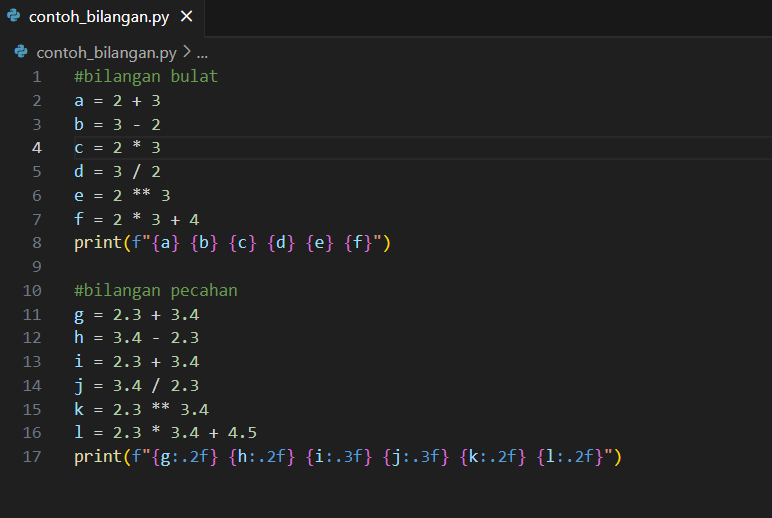 contoh_bilangan.py ×
contoh_bilangan.py > ...
1 #bilangan bulat
2 a = 2 + 3
3 b = 3 - 2
4 c = 2 * 3
5 d = 3 / 2
6 e = 2 ** 3
7 f = 2 * 3 + 4
8 print(f"{a} {b} {c} {d} {e} {f}")
9
10 #bilangan pecahan
11 g = 2.3 + 3.4
12 h = 3.4 - 2.3
13 i = 2.3 + 3.4
14 j = 3.4 / 2.3
15 k = 2.3 ** 3.4
16 l = 2.3 * 3.4 + 4.5
17 print(f"{g:.2f} {h:.2f} {i:.3f} {j:.3f} {k:.2f} {l:.2f}")